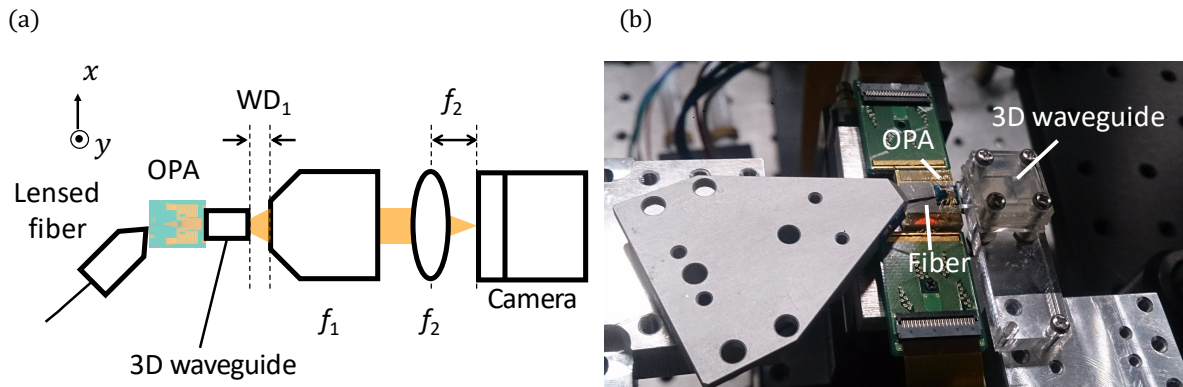 (a)
(b)
x
y
WD₁
f₂
OPA
Lensed
fiber
f₁
f₂
Camera
3D waveguide
OPA
3D waveguide
Fiber